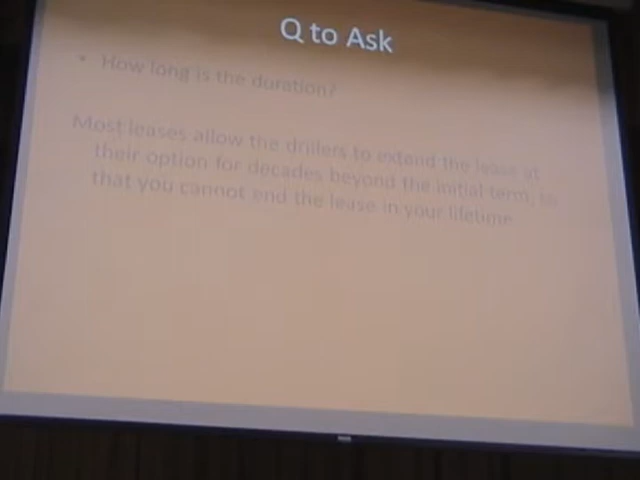 Q to Ask
• How long is the duration?
Most leases allow the drillers to extend the lease at
their option for decades beyond the initial term, so
that you cannot end the lease in your lifetime